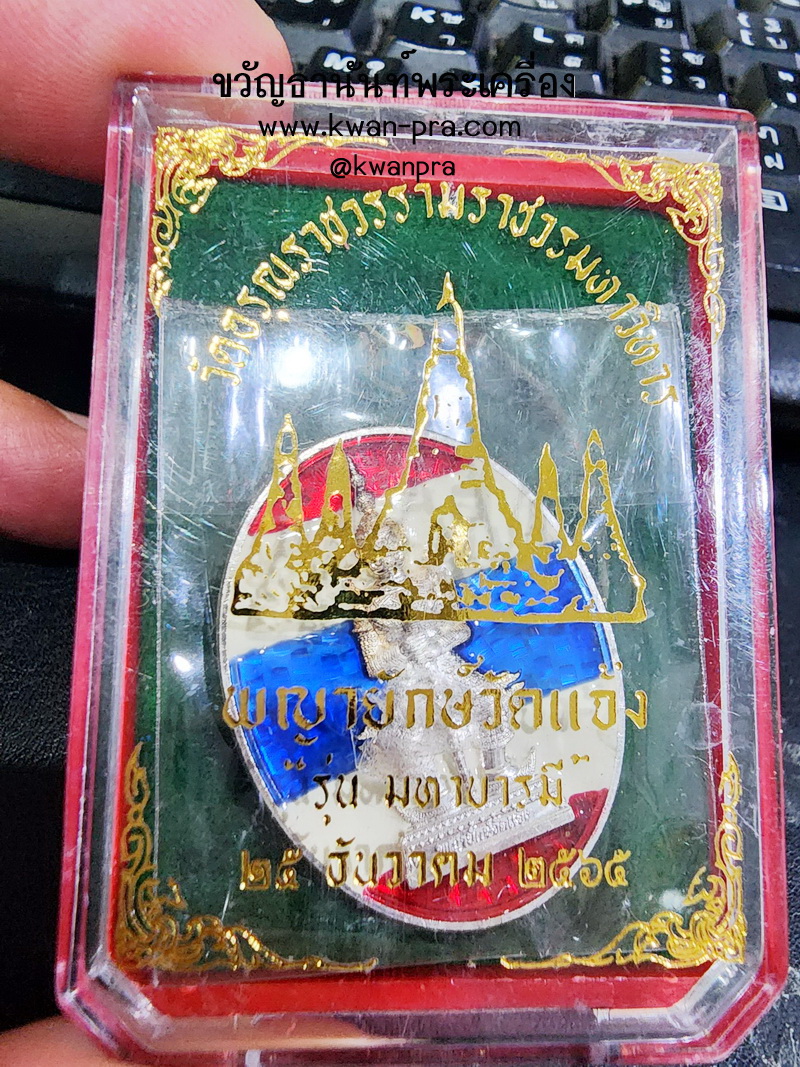 ขวัญธานันท์พระเครื่อง
www.kwan-pra.com
@kwanpra
วัดอรุณราชวรารามราชวรมหาวิหาร
พญายักษ์วัดแจ้ง
"รุ่น มหาบารมี"
๒๕ ธันวาคม ๒๕๖๕